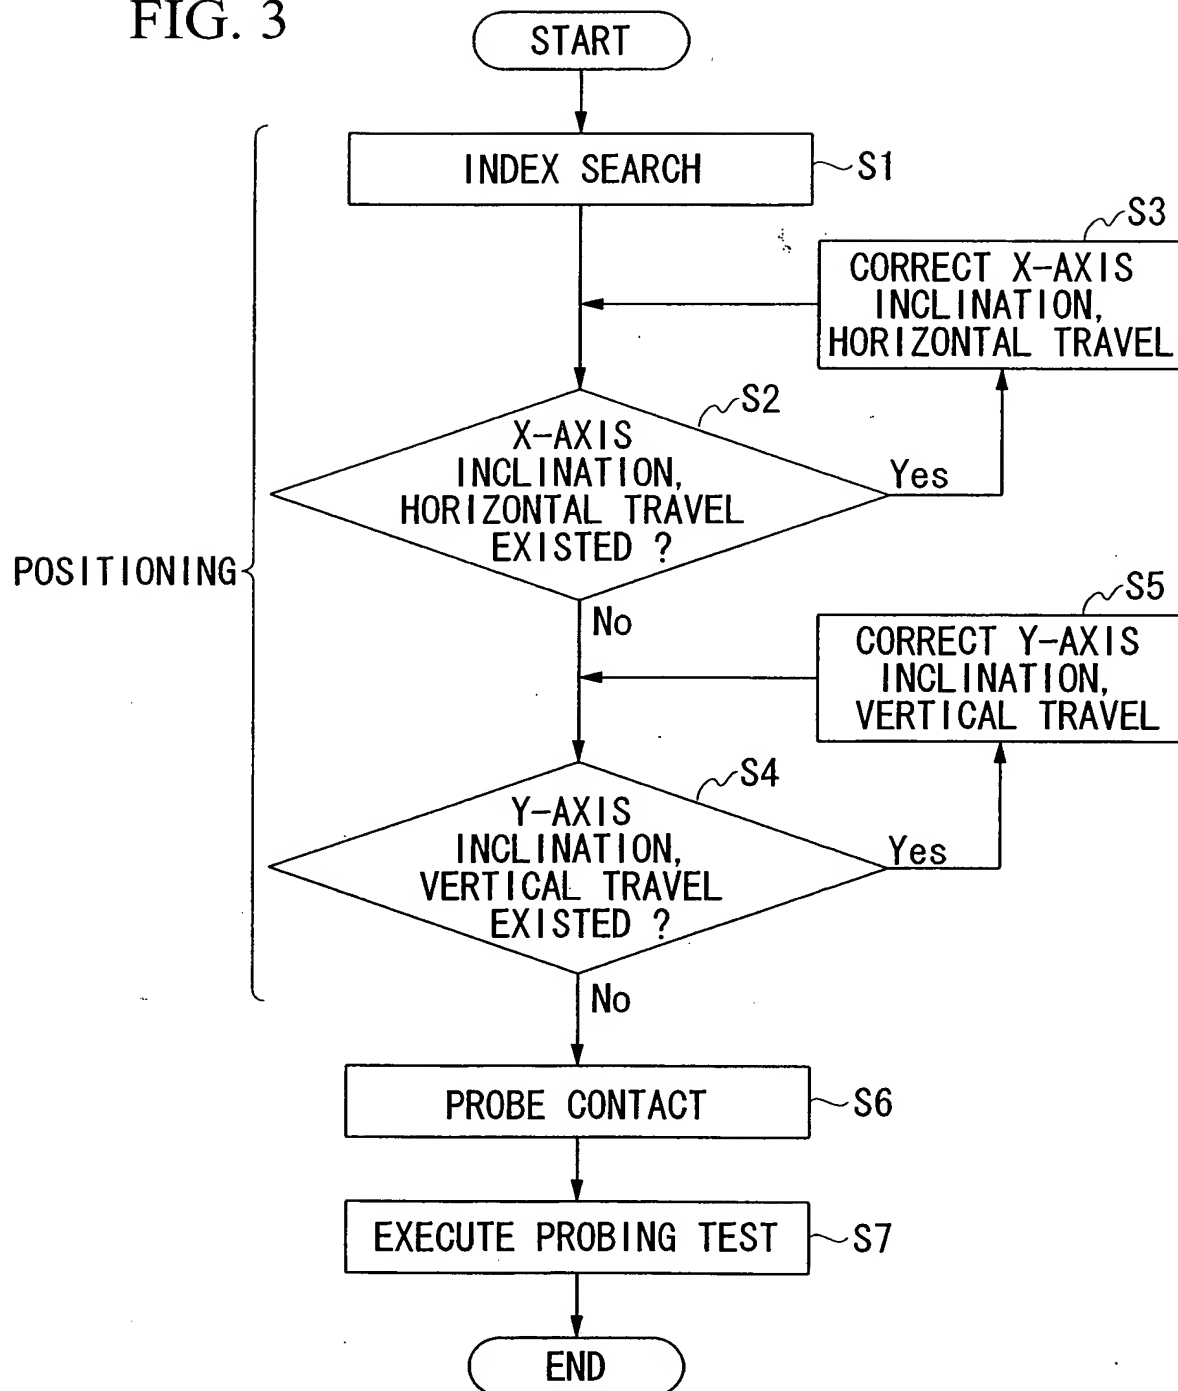 FIG. 3
START
INDEX SEARCH
S1
S3
CORRECT X-AXIS
INCLINATION,
HORIZONTAL TRAVEL
S2
X-AXIS
INCLINATION,
HORIZONTAL TRAVEL
EXISTED ?
Yes
No
POSITIONING
S5
CORRECT Y-AXIS
INCLINATION,
VERTICAL TRAVEL
S4
Y-AXIS
INCLINATION,
VERTICAL TRAVEL
EXISTED ?
Yes
No
PROBE CONTACT
S6
EXECUTE PROBING TEST
S7
END